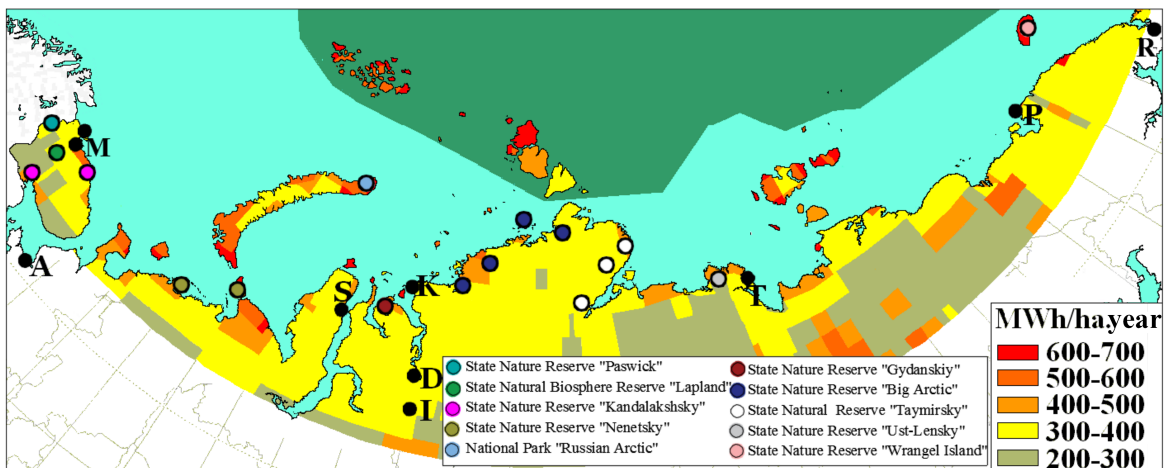 R
P
M
A
K
S
T
D
I
MWh/hayear
600-700
500-600
400-500
300-400
200-300
State Nature Reserve "Paswick"
State Natural Biosphere Reserve "Lapland"
State Nature Reserve "Kandalakshsky"
State Nature Reserve "Nenetsky"
National Park "Russian Arctic"
State Nature Reserve "Gydanskiy"
State Nature Reserve "Big Arctic"
State Natural Reserve "Taymirsky"
State Nature Reserve "Ust-Lensky"
State Nature Reserve "Wrangel Island"